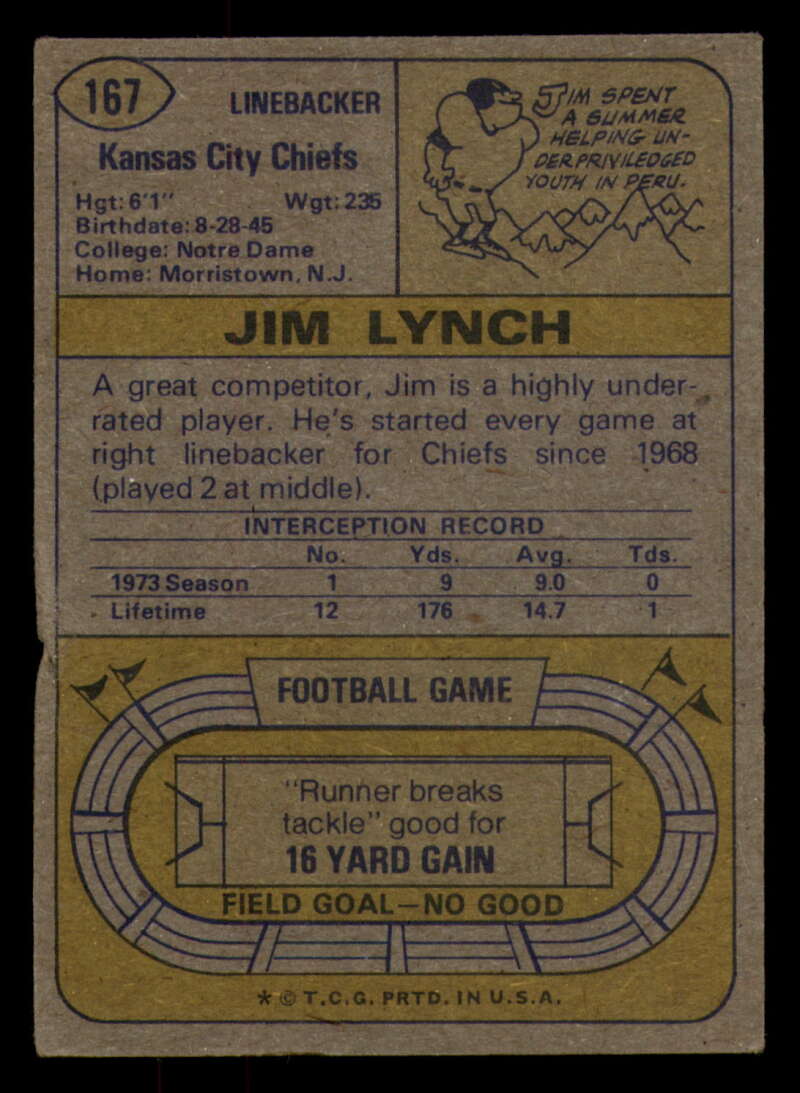 167
LINEBACKER
Kansas City Chiefs
Hgt: 6'1" Wgt: 235
Birthdate: 8-28-45
College: Notre Dame
Home: Morristown, N.J.
JIM SPENT
A SUMMER
HELPING UN-
DERPRIVILEDGED
YOUTH IN PERU.
JIM LYNCH
A great competitor, Jim is a highly under-
rated player. He's started every game at
right linebacker for Chiefs since 1968
(played 2 at middle).
INTERCEPTION RECORD
No. Yds. Avg. Tds.
1973 Season 1 9 9.0 0
Lifetime 12 176 14.7 1
FOOTBALL GAME
"Runner breaks
tackle" good for
16 YARD GAIN
FIELD GOAL—NO GOOD
* © T.C.G. PRTD. IN U.S.A.